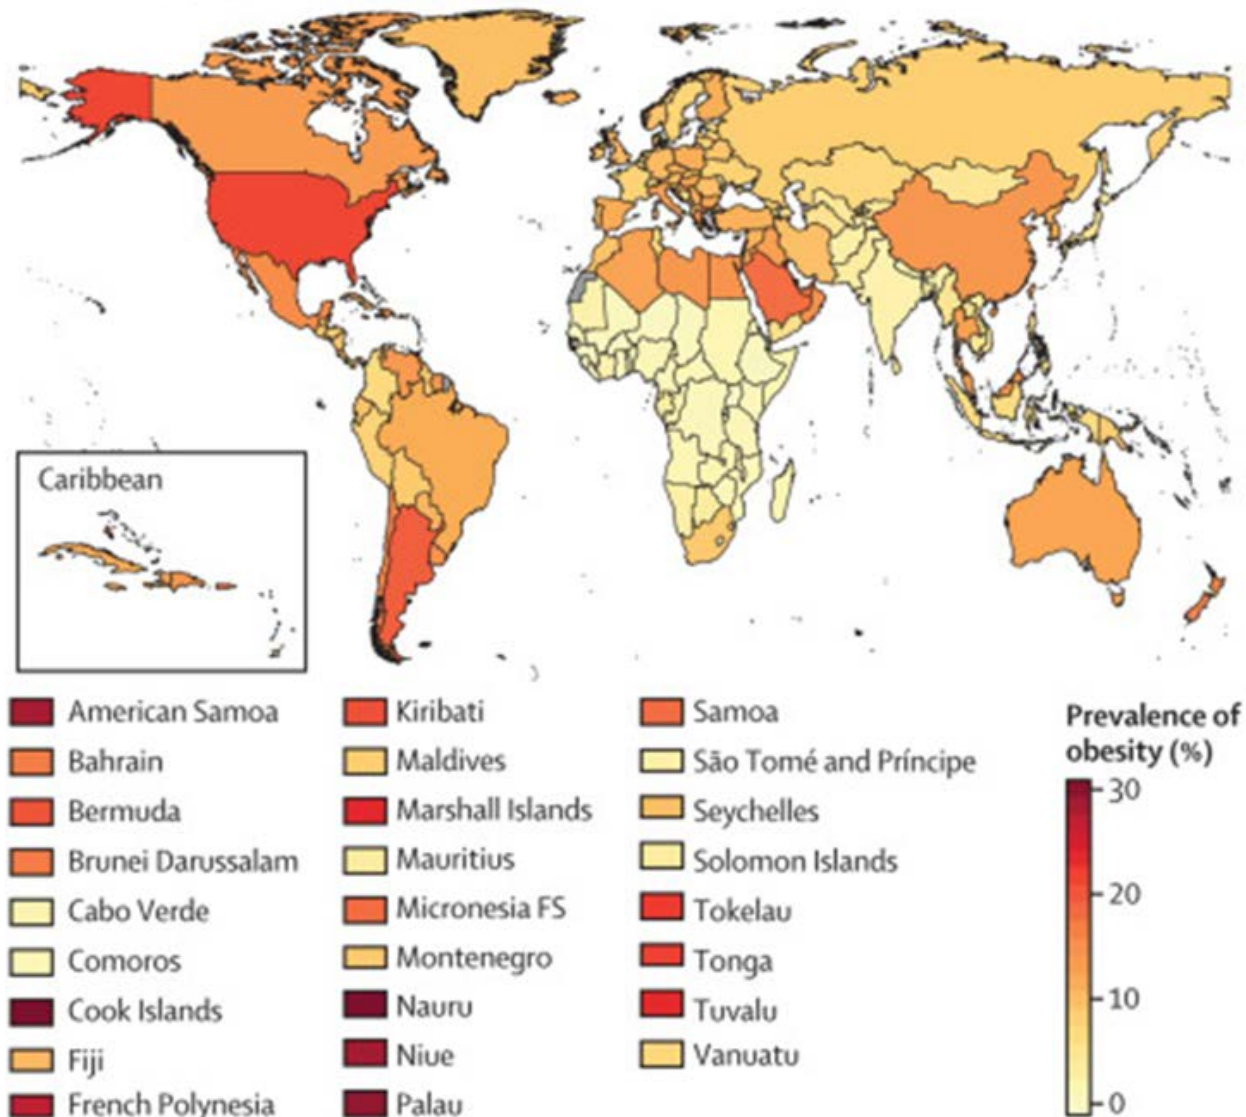 Caribbean
American Samoa
Bahrain
Bermuda
Brunei Darussalam
Cabo Verde
Comoros
Cook Islands
Fiji
French Polynesia
Kiribati
Maldives
Marshall Islands
Mauritius
Micronesia FS
Montenegro
Nauru
Niue
Palau
Samoa
São Tomé and Príncipe
Seychelles
Solomon Islands
Tokelau
Tonga
Tuvalu
Vanuatu
Prevalence of
obesity (%)
30
20
10
0